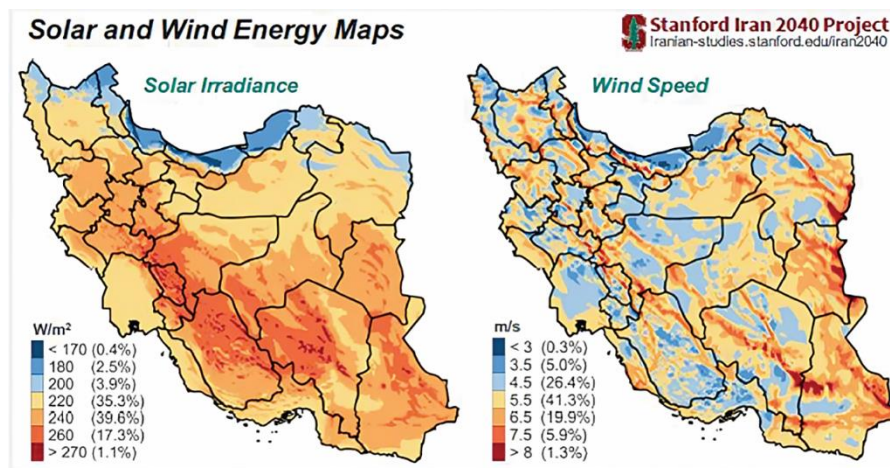 Solar and Wind Energy Maps
Stanford Iran 2040 Project
Iranian-studies.stanford.edu/iran2040
Solar Irradiance
Wind Speed
W/m²
< 170 (0.4%)
180 (2.5%)
200 (3.9%)
220 (35.3%)
240 (39.6%)
260 (17.3%)
> 270 (1.1%)
m/s
< 3 (0.3%)
3.5 (5.0%)
4.5 (26.4%)
5.5 (41.3%)
6.5 (19.9%)
7.5 (5.9%)
> 8 (1.3%)